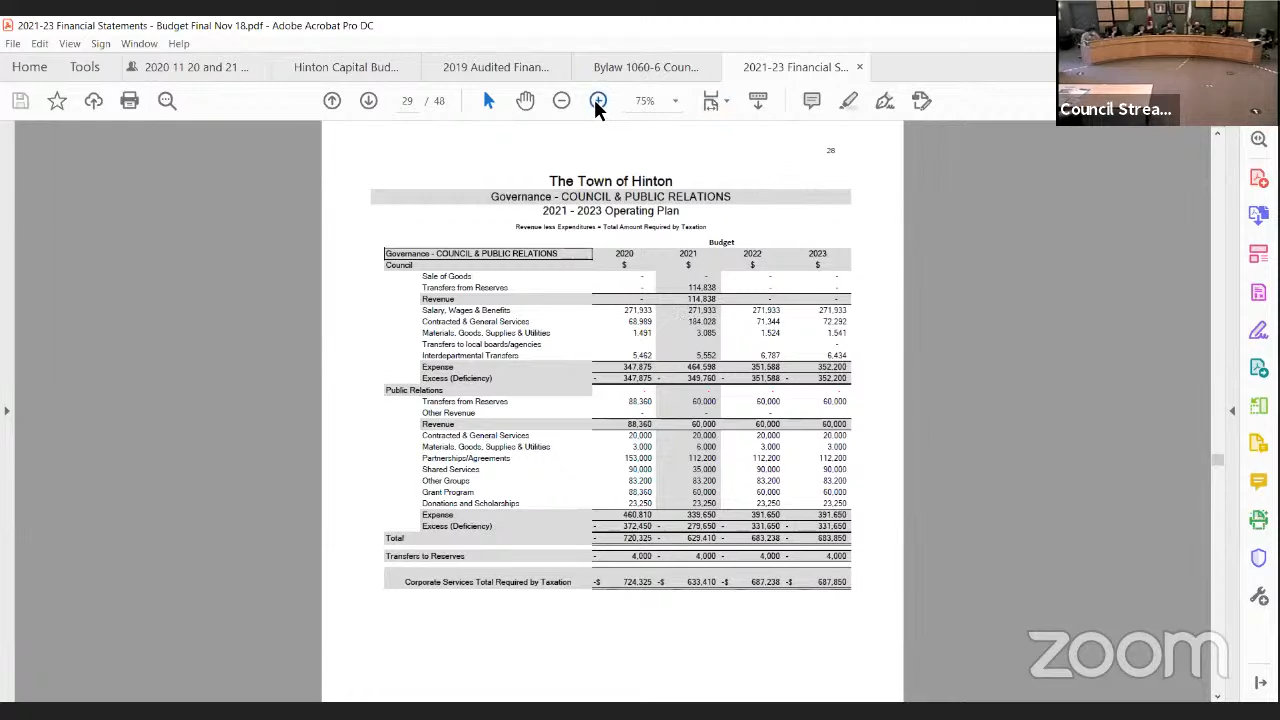 2021-23 Financial Statements - Budget Final Nov 18.pdf - Adobe Acrobat Pro DC
File Edit View Sign Window Help
Home Tools 2020 11 20 and 21 ... Hinton Capital Bud... 2019 Audited Finan... Bylaw 1060-6 Coun... 2021-23 Financial S... ×
29 / 48 75%
Council Strea...
28
The Town of Hinton
Governance - COUNCIL & PUBLIC RELATIONS
2021 - 2023 Operating Plan
Revenue less Expenditures = Total Amount Required by Taxation
Budget
Governance - COUNCIL & PUBLIC RELATIONS 2020 2021 2022 2023
Council $ $ $ $
Sale of Goods - - - -
Transfers from Reserves - 114,838 - -
Revenue - 114,838 - -
Salary, Wages & Benefits 271,933 271,933 271,933 271,933
Contracted & General Services 68,989 184,028 71,344 72,292
Materials, Goods, Supplies & Utilities 1,491 3,085 1,524 1,541
Transfers to local boards/agencies -
Interdepartmental Transfers 5,462 5,552 6,787 6,434
Expense 347,875 464,598 351,588 352,200
Excess (Deficiency) - 347,875 - 349,760 - 351,588 - 352,200
Public Relations - - - -
Transfers from Reserves 88,360 60,000 60,000 60,000
Other Revenue - - -
Revenue 88,360 60,000 60,000 60,000
Contracted & General Services 20,000 20,000 20,000 20,000
Materials, Goods, Supplies & Utilities 3,000 6,000 3,000 3,000
Partnerships/Agreements 153,000 112,200 112,200 112,200
Shared Services 90,000 35,000 90,000 90,000
Other Groups 83,200 83,200 83,200 83,200
Grant Program 88,360 60,000 60,000 60,000
Donations and Scholarships 23,250 23,250 23,250 23,250
Expense 460,810 339,650 391,650 391,650
Excess (Deficiency) - 372,450 - 279,650 - 331,650 - 331,650
Total - 720,325 - 629,410 - 683,238 - 683,850
Transfers to Reserves - 4,000 - 4,000 - 4,000 - 4,000
Corporate Services Total Required by Taxation -$ 724,325 -$ 633,410 -$ 687,238 -$ 687,850
zoom